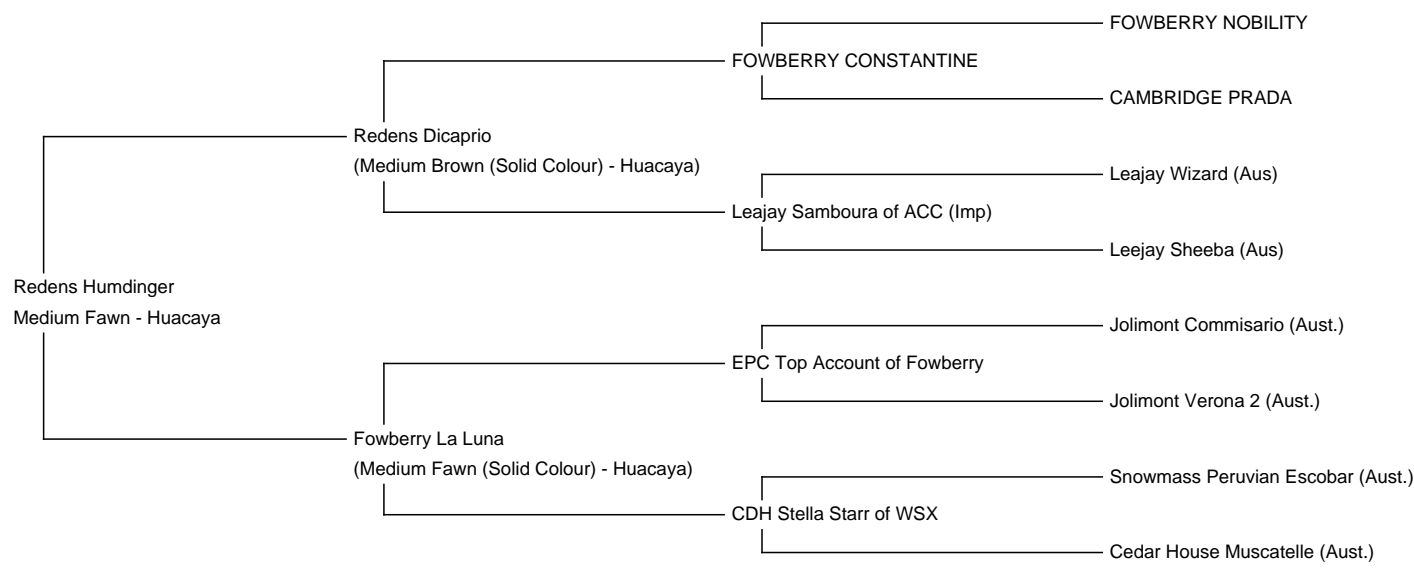 FOWBERRY NOBILITY
FOWBERRY CONSTANTINE
CAMBRIDGE PRADA
Redens Dicaprio
(Medium Brown (Solid Colour) - Huacaya)
Leajay Wizard (Aus)
Leajay Samboura of ACC (Imp)
Leejay Sheeba (Aus)
Redens Humdinger
Medium Fawn - Huacaya
Jolimont Commisario (Aust.)
EPC Top Account of Fowberry
Jolimont Verona 2 (Aust.)
Fowberry La Luna
(Medium Fawn (Solid Colour) - Huacaya)
Snowmass Peruvian Escobar (Aust.)
CDH Stella Starr of WSX
Cedar House Muscatelle (Aust.)